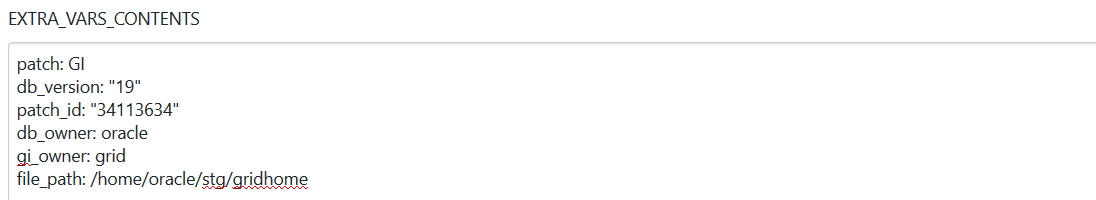 EXTRA_VARS_CONTENTS
patch: GI
db_version: "19"
patch_id: "34113634"
db_owner: oracle
gi_owner: grid
file_path: /home/oracle/stg/gridhome